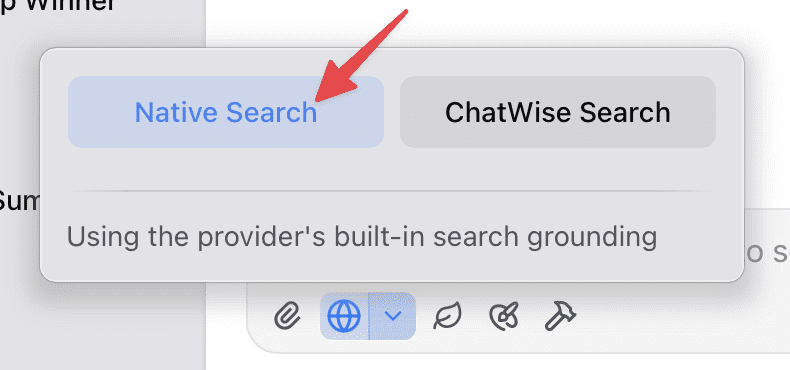 p Winner
Native Search
ChatWise Search
Sum
Using the provider's built-in search grounding
o s